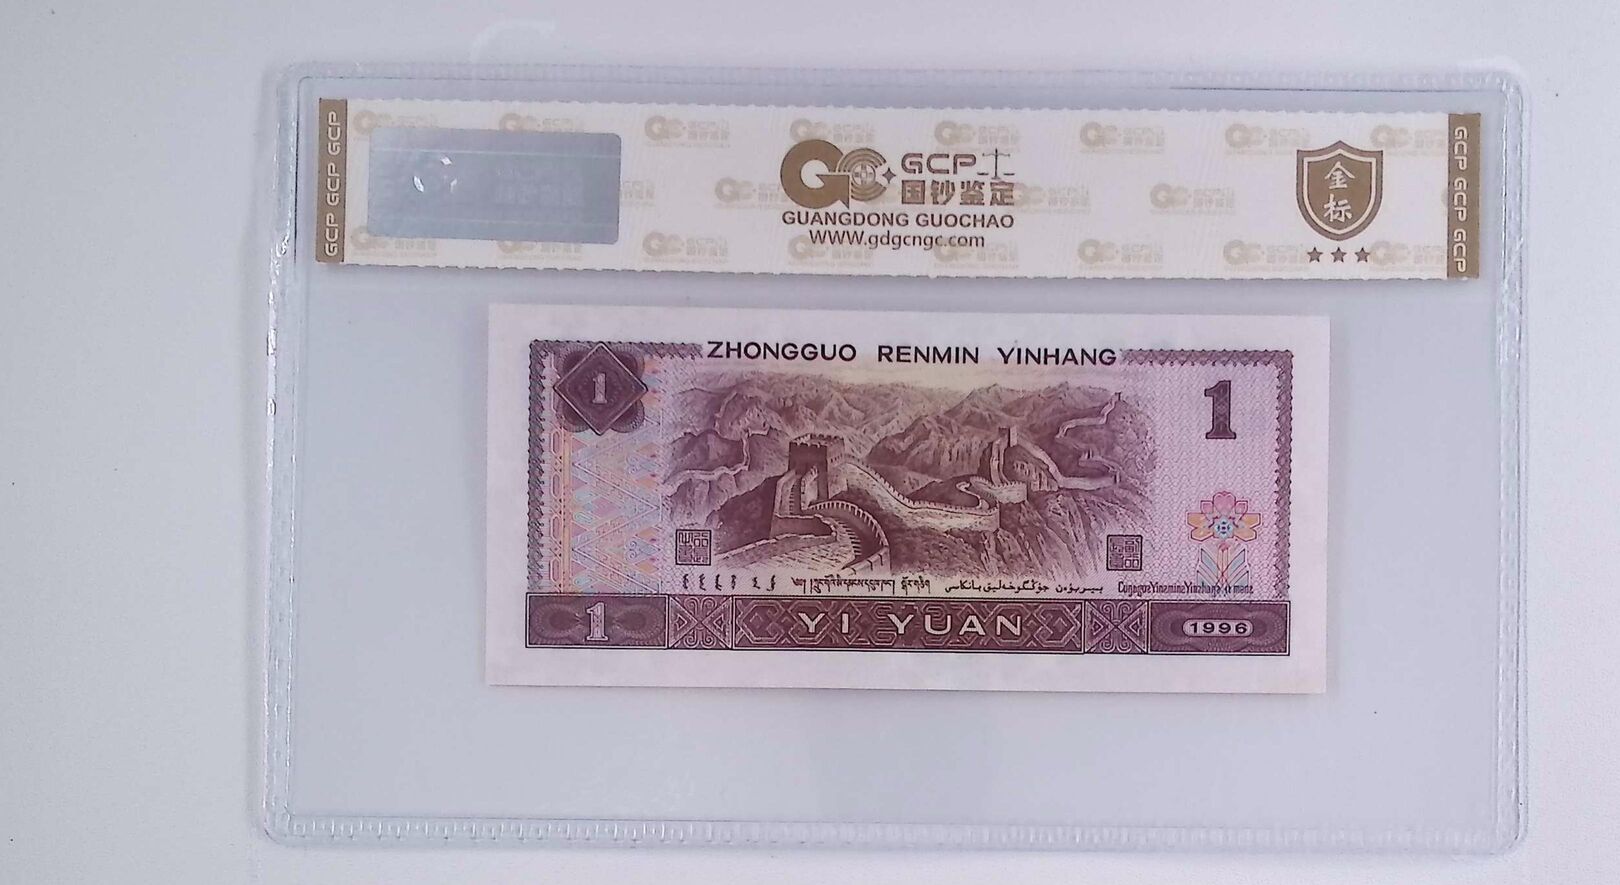 GCP GCP GCP
GCP
国钞鉴定
GUANGDONG GUOCHAO
WWW.gdgcngc.com
金
标
GCP GCP GCP
ZHONGGUO RENMIN YINHANG
1
1
1
YI YUAN
1996